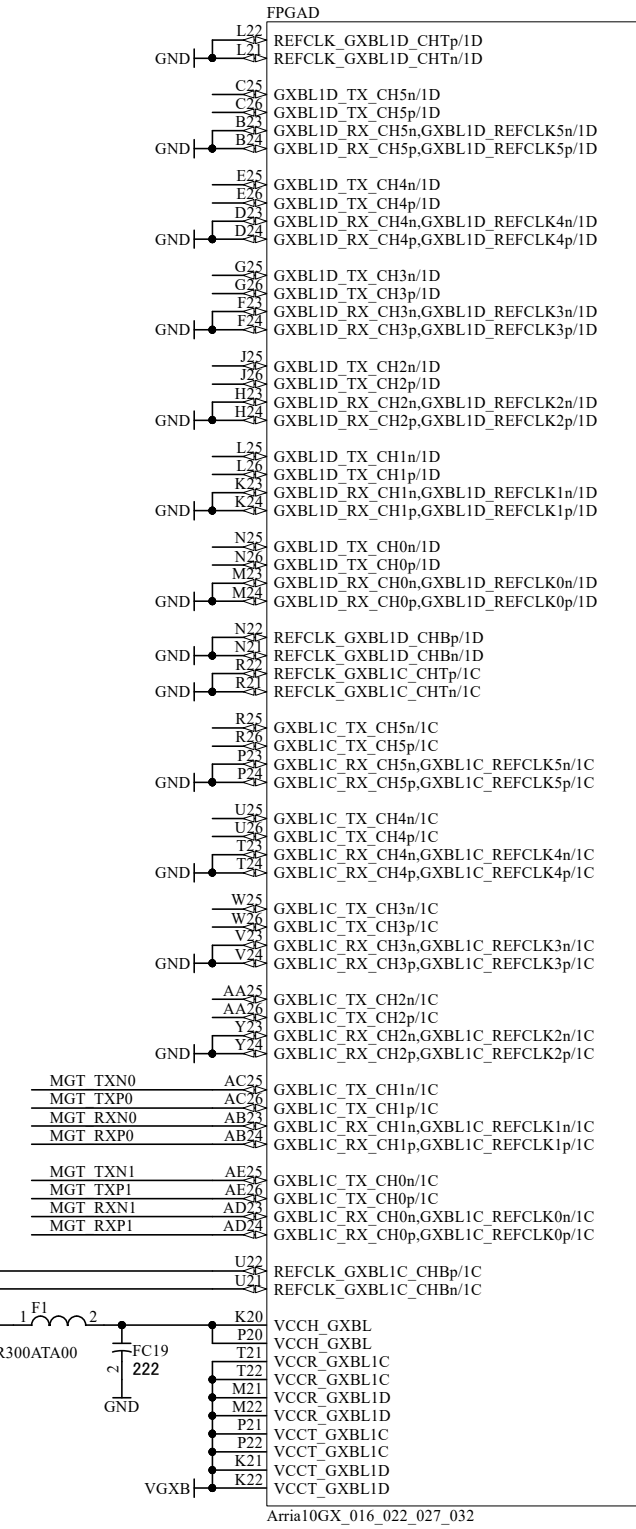 FPGAD
L22 REFCLK_GXBL1D_CHTp/1D
GND L21 REFCLK_GXBL1D_CHTn/1D
C25 GXBL1D_TX_CH5n/1D
C26 GXBL1D_TX_CH5p/1D
B23 GXBL1D_RX_CH5n,GXBL1D_REFCLK5n/1D
GND B24 GXBL1D_RX_CH5p,GXBL1D_REFCLK5p/1D
E25 GXBL1D_TX_CH4n/1D
E26 GXBL1D_TX_CH4p/1D
D23 GXBL1D_RX_CH4n,GXBL1D_REFCLK4n/1D
GND D24 GXBL1D_RX_CH4p,GXBL1D_REFCLK4p/1D
G25 GXBL1D_TX_CH3n/1D
G26 GXBL1D_TX_CH3p/1D
F23 GXBL1D_RX_CH3n,GXBL1D_REFCLK3n/1D
GND F24 GXBL1D_RX_CH3p,GXBL1D_REFCLK3p/1D
J25 GXBL1D_TX_CH2n/1D
J26 GXBL1D_TX_CH2p/1D
H23 GXBL1D_RX_CH2n,GXBL1D_REFCLK2n/1D
GND H24 GXBL1D_RX_CH2p,GXBL1D_REFCLK2p/1D
L25 GXBL1D_TX_CH1n/1D
L26 GXBL1D_TX_CH1p/1D
K23 GXBL1D_RX_CH1n,GXBL1D_REFCLK1n/1D
GND K24 GXBL1D_RX_CH1p,GXBL1D_REFCLK1p/1D
N25 GXBL1D_TX_CH0n/1D
N26 GXBL1D_TX_CH0p/1D
M23 GXBL1D_RX_CH0n,GXBL1D_REFCLK0n/1D
GND M24 GXBL1D_RX_CH0p,GXBL1D_REFCLK0p/1D
N22 REFCLK_GXBL1D_CHBp/1D
GND N21 REFCLK_GXBL1D_CHBn/1D
R22 REFCLK_GXBL1C_CHTp/1C
GND R21 REFCLK_GXBL1C_CHTn/1C
R25 GXBL1C_TX_CH5n/1C
R26 GXBL1C_TX_CH5p/1C
P23 GXBL1C_RX_CH5n,GXBL1C_REFCLK5n/1C
GND P24 GXBL1C_RX_CH5p,GXBL1C_REFCLK5p/1C
U25 GXBL1C_TX_CH4n/1C
U26 GXBL1C_TX_CH4p/1C
T23 GXBL1C_RX_CH4n,GXBL1C_REFCLK4n/1C
GND T24 GXBL1C_RX_CH4p,GXBL1C_REFCLK4p/1C
W25 GXBL1C_TX_CH3n/1C
W26 GXBL1C_TX_CH3p/1C
V23 GXBL1C_RX_CH3n,GXBL1C_REFCLK3n/1C
GND V24 GXBL1C_RX_CH3p,GXBL1C_REFCLK3p/1C
AA25 GXBL1C_TX_CH2n/1C
AA26 GXBL1C_TX_CH2p/1C
Y23 GXBL1C_RX_CH2n,GXBL1C_REFCLK2n/1C
GND Y24 GXBL1C_RX_CH2p,GXBL1C_REFCLK2p/1C
MGT_TXN0 AC25 GXBL1C_TX_CH1n/1C
MGT_TXP0 AC26 GXBL1C_TX_CH1p/1C
MGT_RXN0 AB23 GXBL1C_RX_CH1n,GXBL1C_REFCLK1n/1C
MGT_RXP0 AB24 GXBL1C_RX_CH1p,GXBL1C_REFCLK1p/1C
MGT_TXN1 AE25 GXBL1C_TX_CH0n/1C
MGT_TXP1 AE26 GXBL1C_TX_CH0p/1C
MGT_RXN1 AD23 GXBL1C_RX_CH0n,GXBL1C_REFCLK0n/1C
MGT_RXP1 AD24 GXBL1C_RX_CH0p,GXBL1C_REFCLK0p/1C
U22 REFCLK_GXBL1C_CHBp/1C
U21 REFCLK_GXBL1C_CHBn/1C
1 F1 2 K20 VCCH_GXBL
P20 VCCH_GXBL
R300ATA00 FC19 T21 VCCR_GXBL1C
2 222 T22 VCCR_GXBL1C
M21 VCCR_GXBL1D
GND M22 VCCR_GXBL1D
P21 VCCT_GXBL1C
P22 VCCT_GXBL1C
K21 VCCT_GXBL1D
VGXB K22 VCCT_GXBL1D
Arria10GX_016_022_027_032